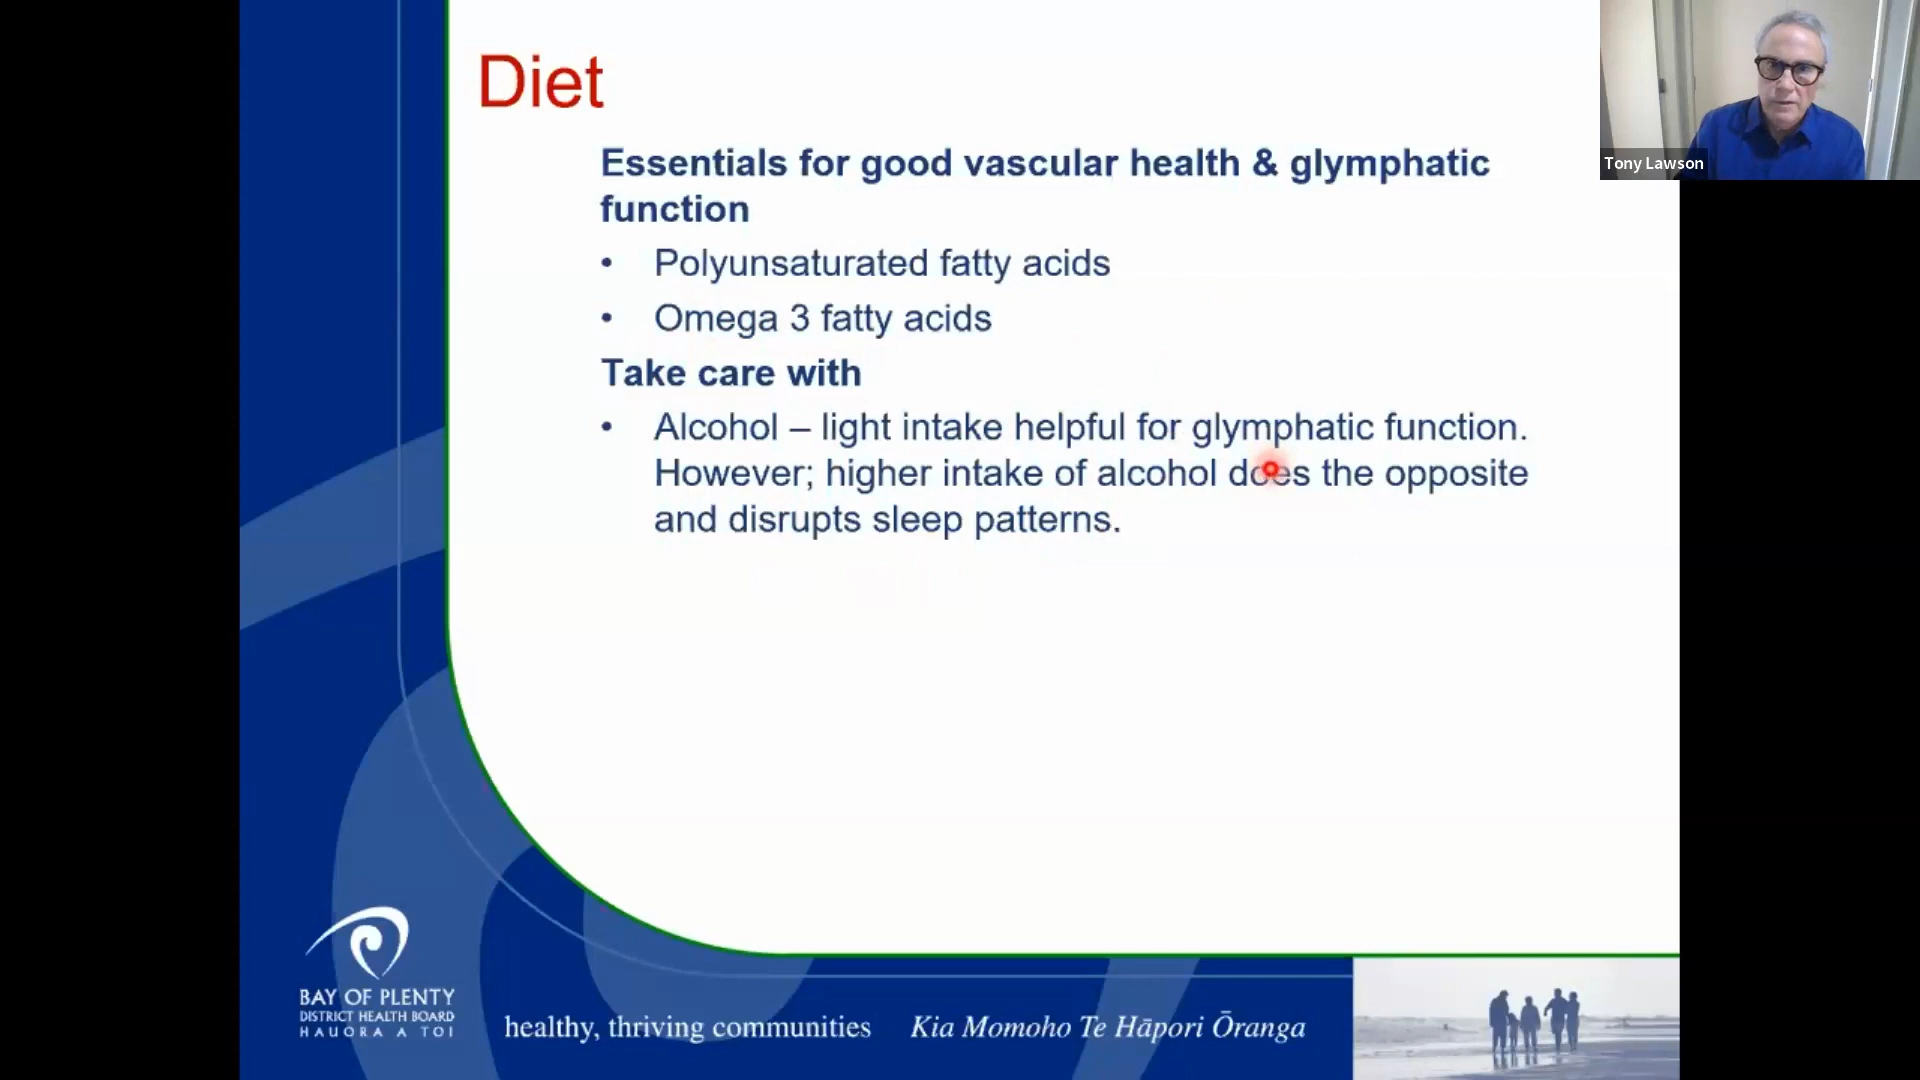 Diet
Essentials for good vascular health & glymphatic
function
• Polyunsaturated fatty acids
• Omega 3 fatty acids
Take care with
• Alcohol – light intake helpful for glymphatic function.
However; higher intake of alcohol does the opposite
and disrupts sleep patterns.
Tony Lawson
BAY OF PLENTY
DISTRICT HEALTH BOARD
HAUORA A TOI
healthy, thriving communities Kia Momoho Te Hāpori Ōranga